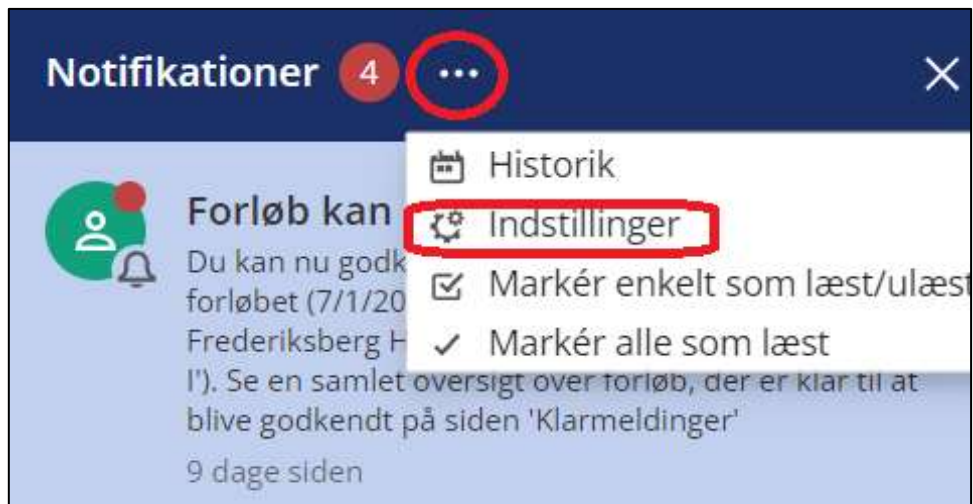 Notifikationer 4 ...
Historik
Indstillinger
Markér enkelt som læst/ulæst
Markér alle som læst
Forløb kan
Du kan nu godk
forløbet (7/1/20
Frederiksberg H
I'). Se en samlet oversigt over forløb, der er klar til at
blive godkendt på siden 'Klarmeldinger'
9 dage siden